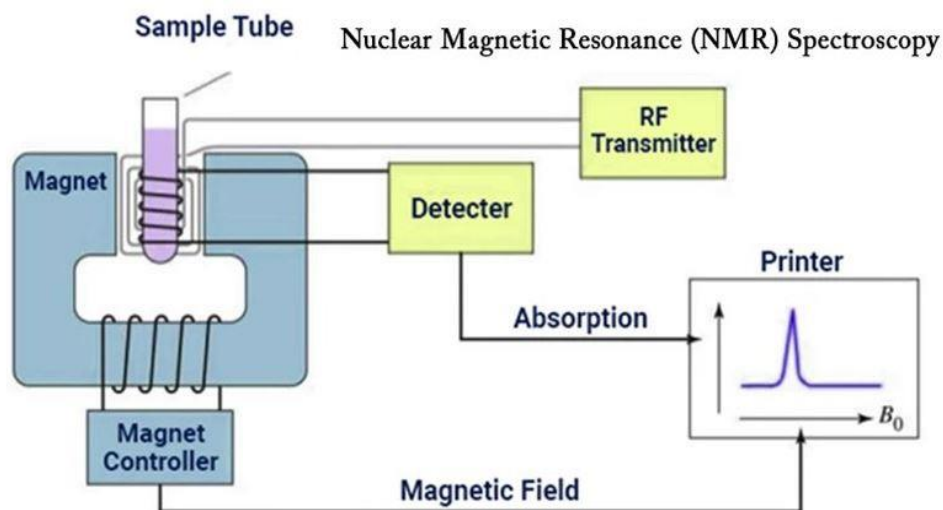 Sample Tube
Nuclear Magnetic Resonance (NMR) Spectroscopy
RF
Transmitter
Magnet
Detecter
Printer
Absorption
B0
Magnet
Controller
Magnetic Field